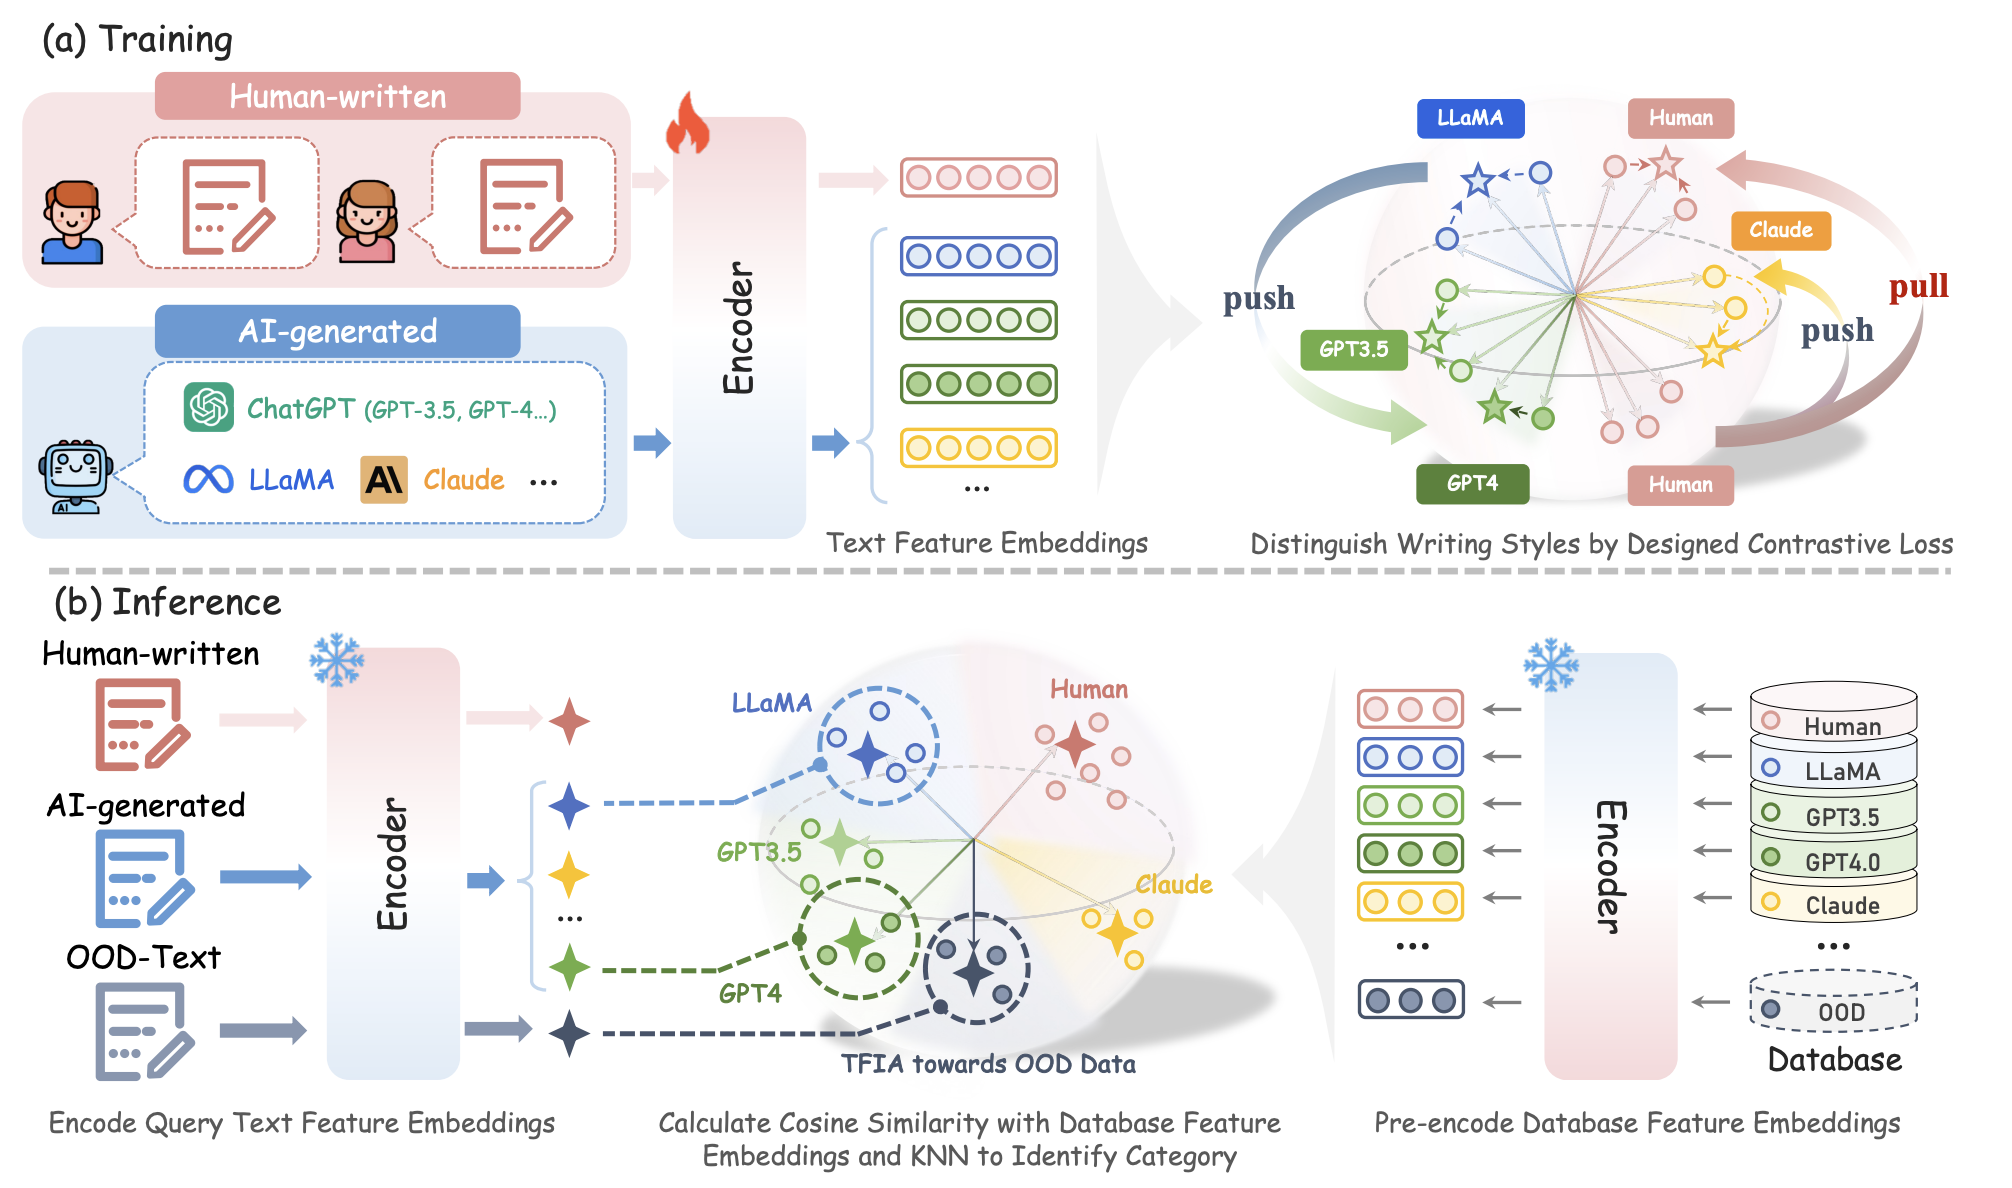 (a) Training
Human-written
AI-generated
ChatGPT (GPT-3.5, GPT-4...)
LLaMA
Claude
...
AI
Encoder
...
Text Feature Embeddings
LLaMA
Human
Claude
push
pull
push
GPT3.5
GPT4
Human
Distinguish Writing Styles by Designed Contrastive Loss
(b) Inference
Human-written
AI-generated
OOD-Text
Encoder
...
Encode Query Text Feature Embeddings
LLaMA
Human
GPT3.5
Claude
GPT4
TFIA towards OOD Data
Calculate Cosine Similarity with Database Feature
Embeddings and KNN to Identify Category
...
Encoder
Human
LLaMA
GPT3.5
GPT4.0
Claude
...
OOD
Database
Pre-encode Database Feature Embeddings